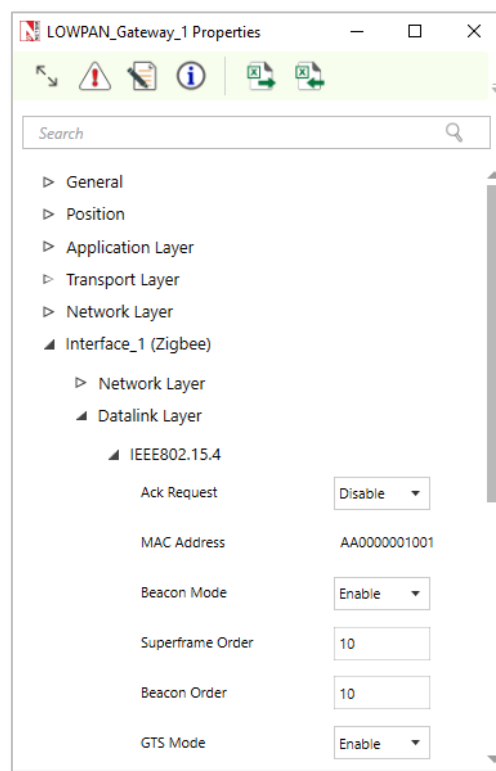 LOWPAN_Gateway_1 Properties
Search
General
Position
Application Layer
Transport Layer
Network Layer
Interface_1 (Zigbee)
Network Layer
Datalink Layer
IEEE802.15.4
Ack Request Disable
MAC Address AA0000001001
Beacon Mode Enable
Superframe Order 10
Beacon Order 10
GTS Mode Enable